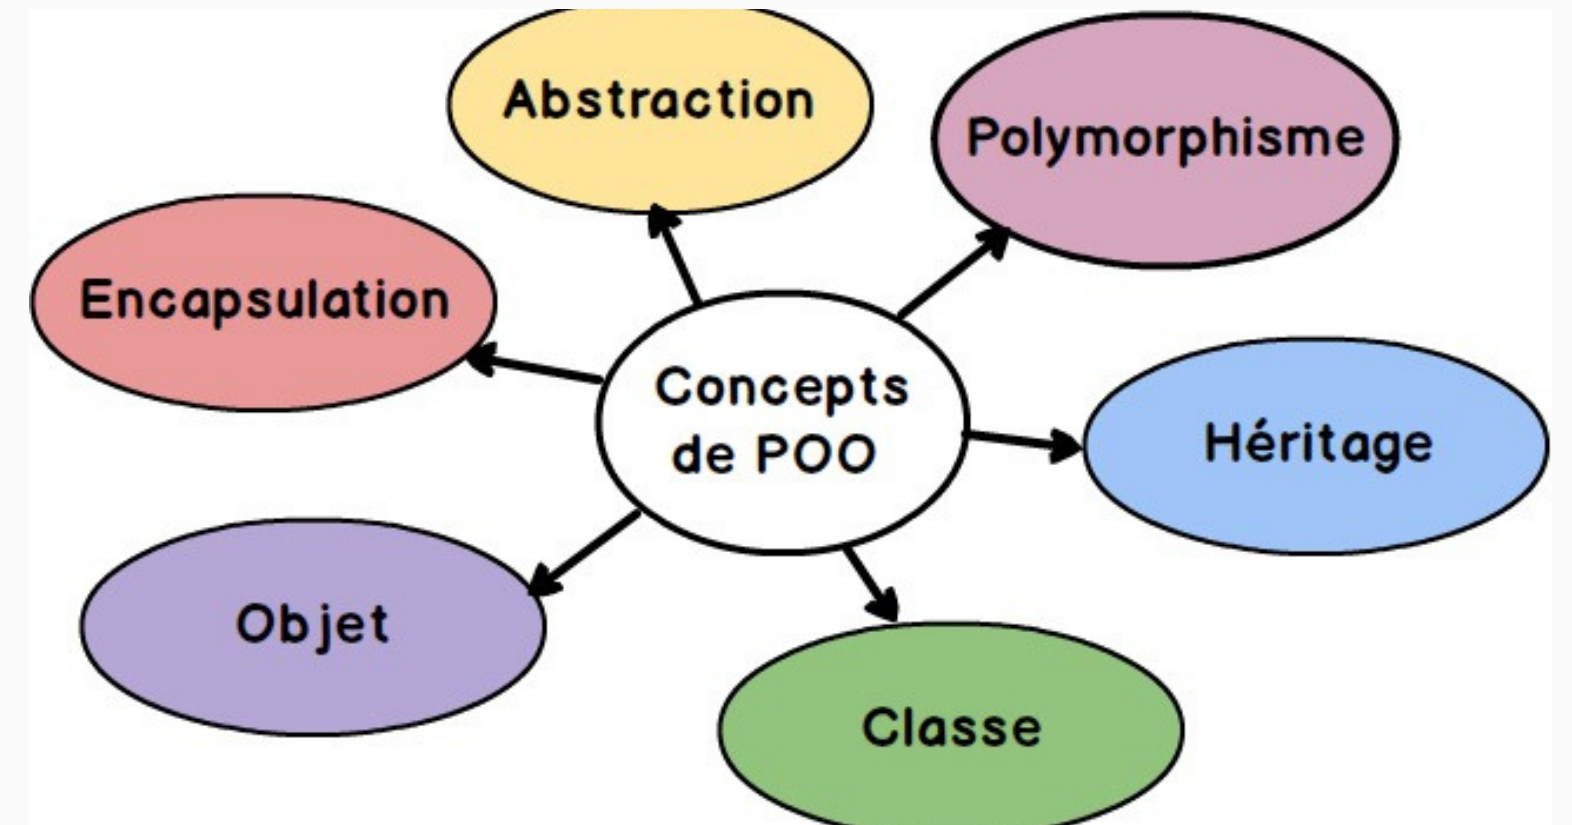 Abstraction
Polymorphisme
Encapsulation
Concepts
de POO
Héritage
Objet
Classe